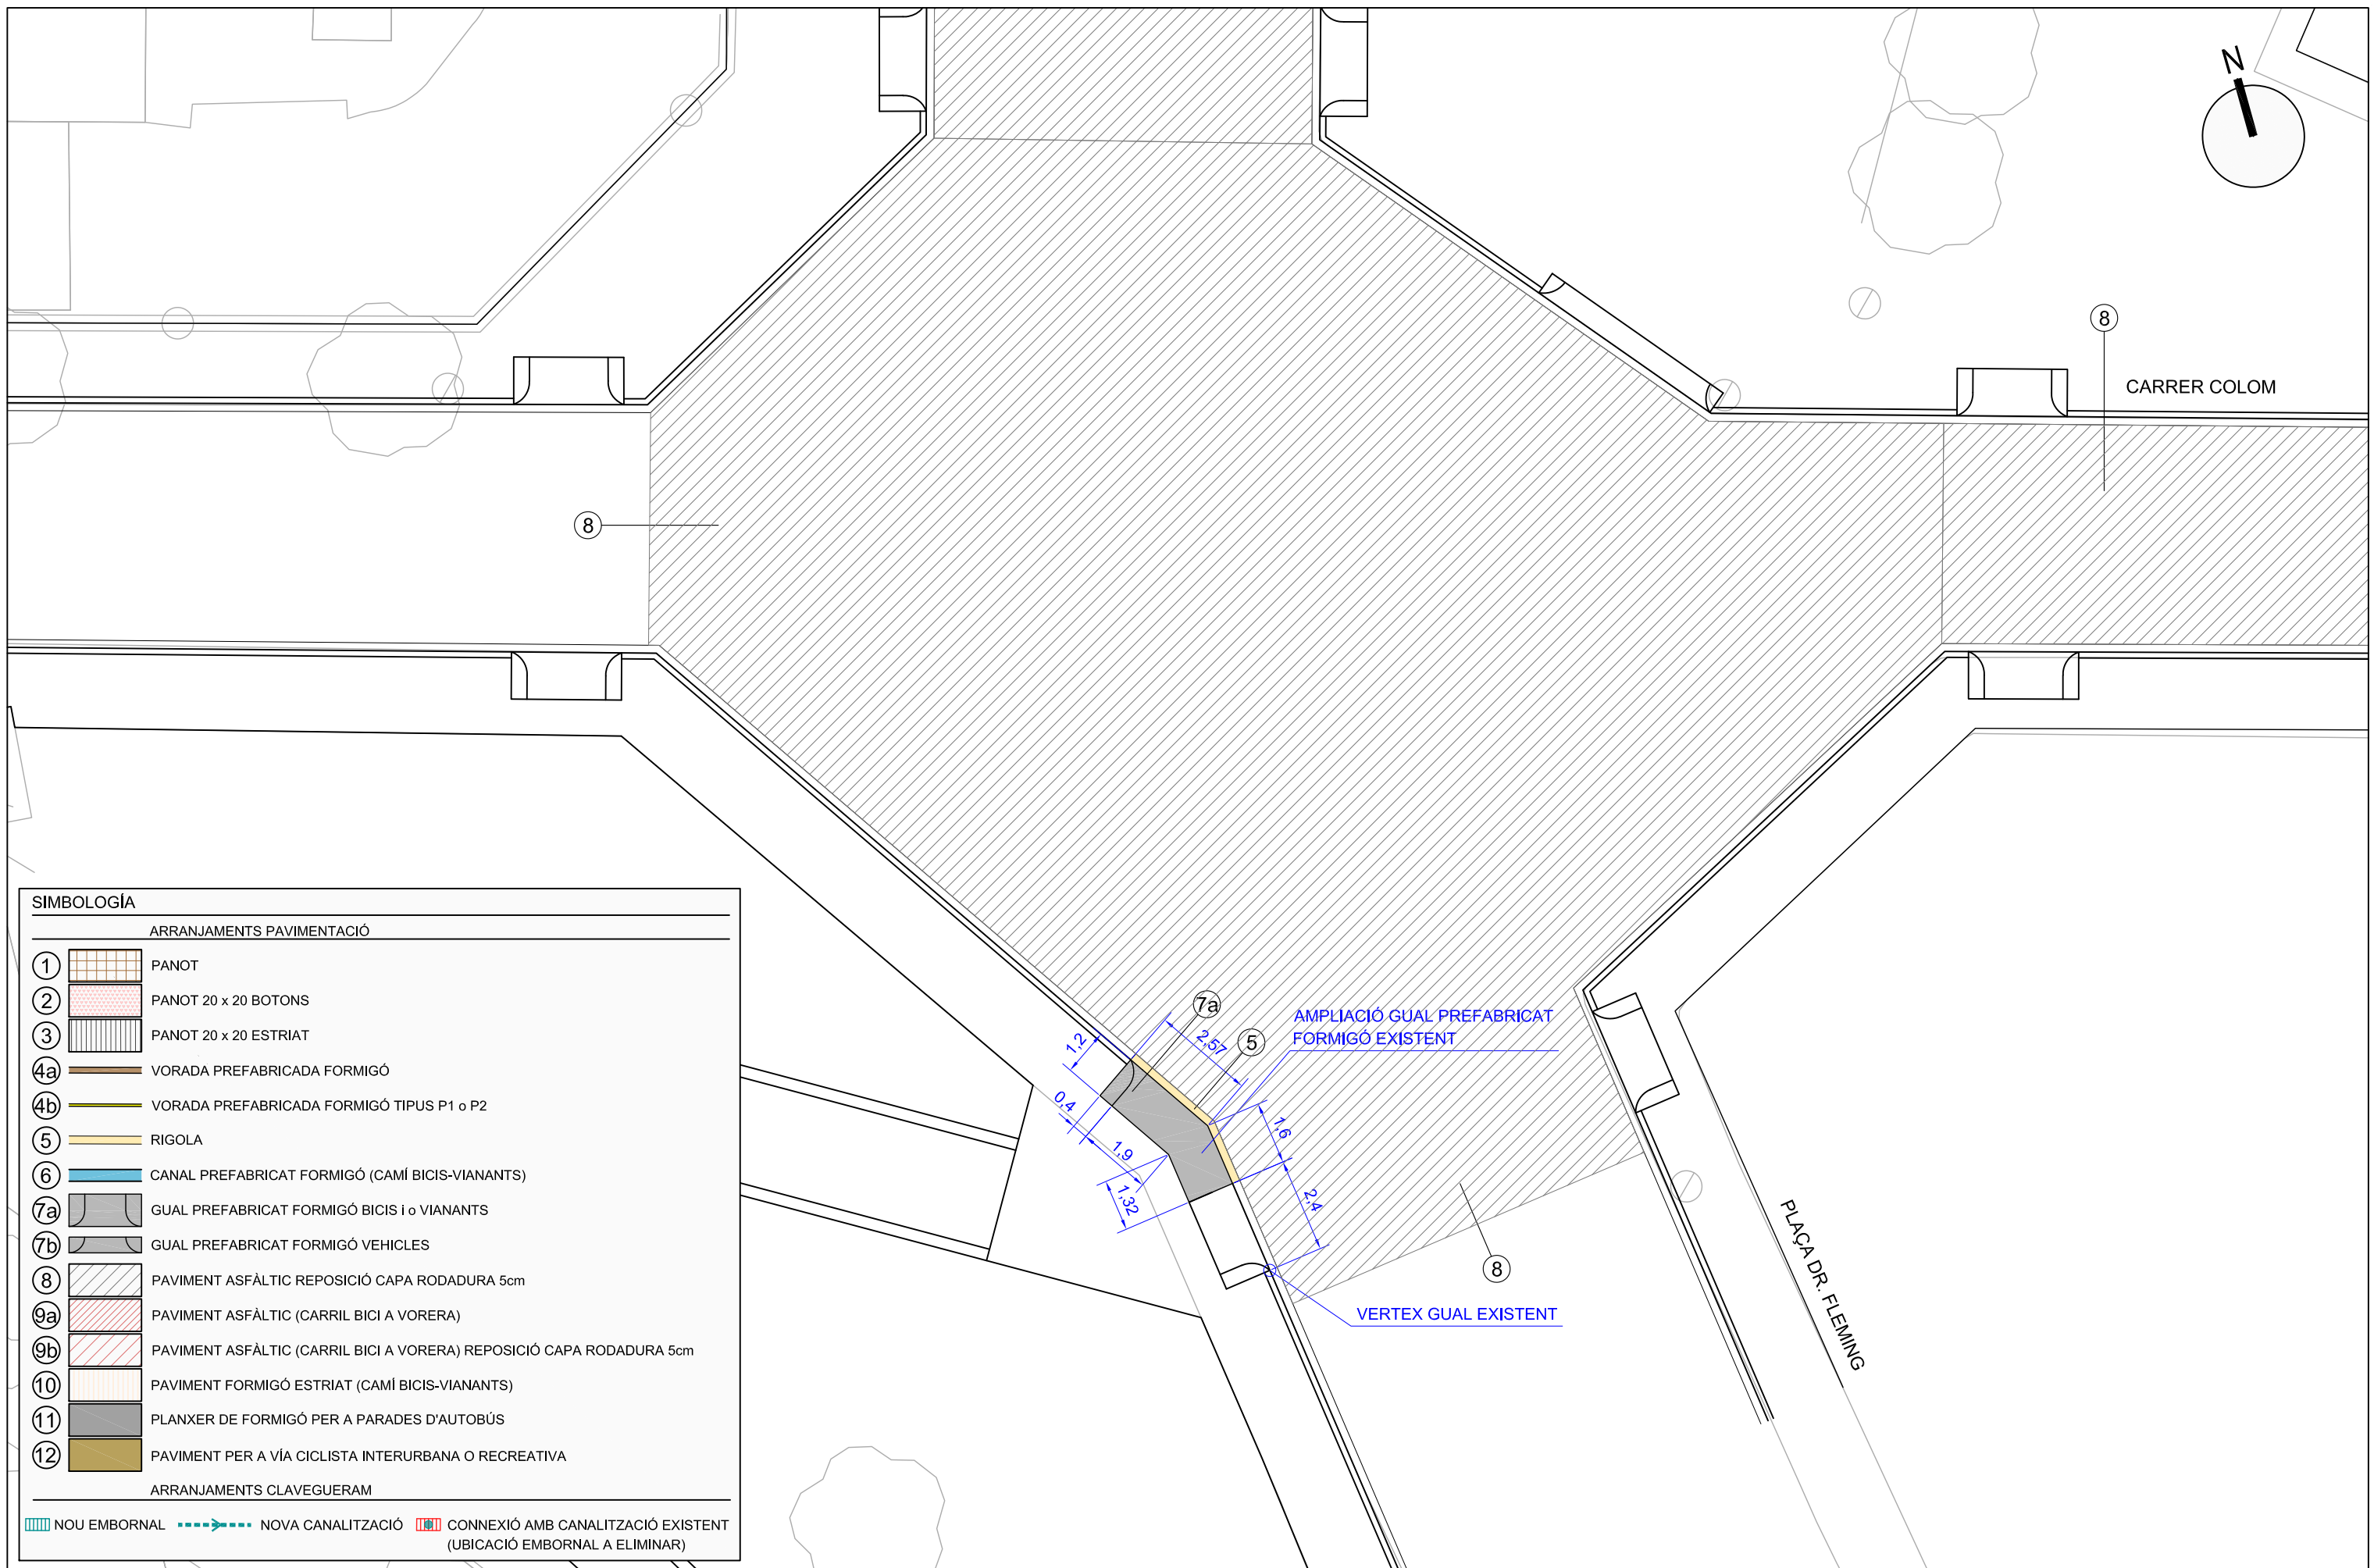 N
8
CARRER COLOM
8
7a
5
AMPLIACIÓ GUAL PREFABRICAT
FORMIGÓ EXISTENT
1,2
2,57
0,4
1,9
1,32
1,6
2,4
8
VERTEX GUAL EXISTENT
PLAÇA DR. FLEMING
SIMBOLOGÍA
ARRANJAMENTS PAVIMENTACIÓ
1 PANOT
2 PANOT 20 x 20 BOTONS
3 PANOT 20 x 20 ESTRIAT
4a VORADA PREFABRICADA FORMIGÓ
4b VORADA PREFABRICADA FORMIGÓ TIPUS P1 o P2
5 RIGOLA
6 CANAL PREFABRICAT FORMIGÓ (CAMÍ BICIS-VIANANTS)
7a GUAL PREFABRICAT FORMIGÓ BICIS i o VIANANTS
7b GUAL PREFABRICAT FORMIGÓ VEHICLES
8 PAVIMENT ASFÀLTIC REPOSICIÓ CAPA RODADURA 5cm
9a PAVIMENT ASFÀLTIC (CARRIL BICI A VORERA)
9b PAVIMENT ASFÀLTIC (CARRIL BICI A VORERA) REPOSICIÓ CAPA RODADURA 5cm
10 PAVIMENT FORMIGÓ ESTRIAT (CAMÍ BICIS-VIANANTS)
11 PLANXER DE FORMIGÓ PER A PARADES D'AUTOBÚS
12 PAVIMENT PER A VÍA CICLISTA INTERURBANA O RECREATIVA
ARRANJAMENTS CLAVEGUERAM
NOU EMBORNAL NOVA CANALITZACIÓ CONNEXIÓ AMB CANALITZACIÓ EXISTENT
(UBICACIÓ EMBORNAL A ELIMINAR)